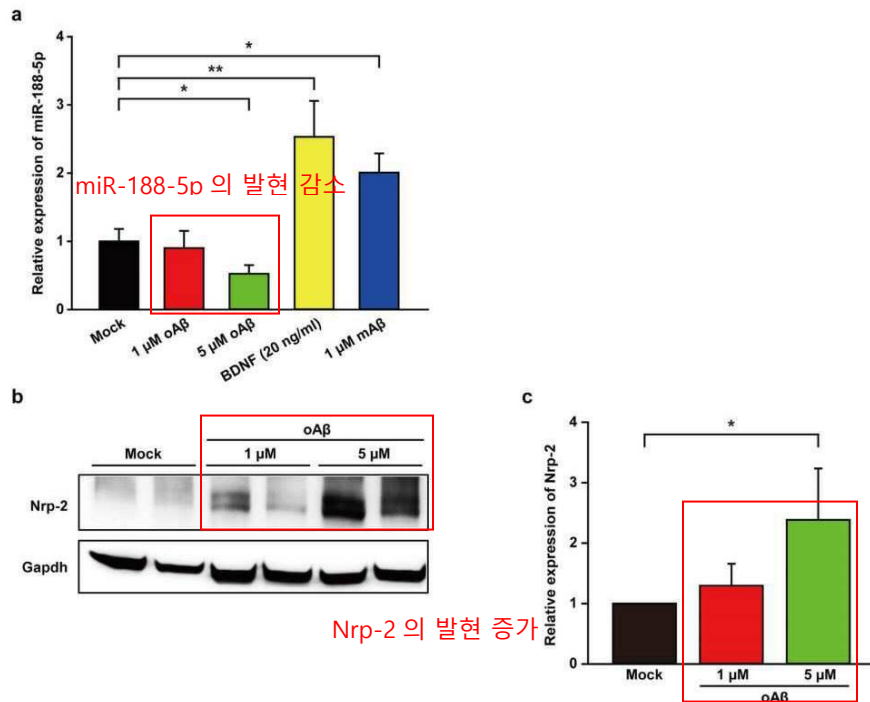 a
*
**
*
4
3
2
1
0
Relative expression of miR-188-5p
miR-188-5p 의 발현 감소
Mock
1 µM oAβ
5 µM oAβ
BDNF (20 ng/ml)
1 µM mAβ
b
oAβ
Mock
1 µM
5 µM
Nrp-2
Gapdh
Nrp-2 의 발현 증가
c
*
4
3
2
1
0
Relative expression of Nrp-2
Mock
1 µM
5 µM
oAβ